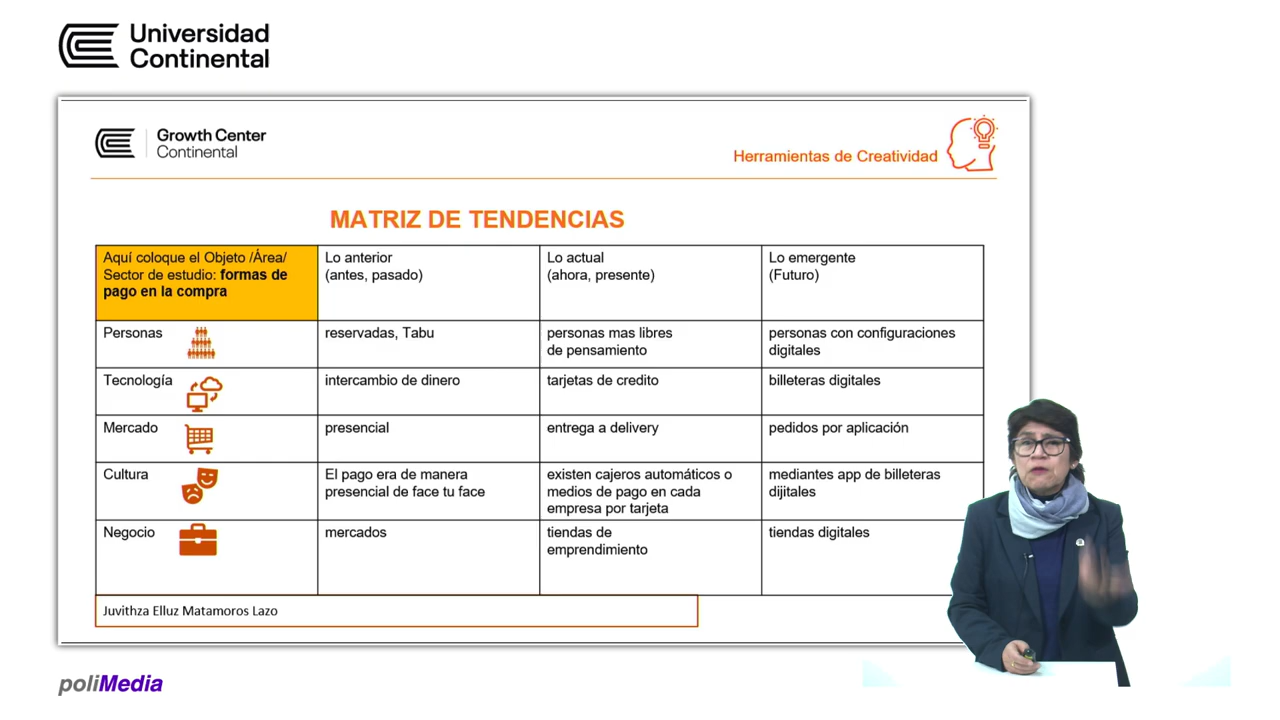 Universidad
Continental
Growth Center
Continental
Herramientas de Creatividad
MATRIZ DE TENDENCIAS
Aquí coloque el Objeto /Área/
Sector de estudio: formas de
pago en la compra
Lo anterior
(antes, pasado)
Lo actual
(ahora, presente)
Lo emergente
(Futuro)
Personas
reservadas, Tabu
personas mas libres
de pensamiento
personas con configuraciones
digitales
Tecnología
intercambio de dinero
tarjetas de credito
billeteras digitales
Mercado
presencial
entrega a delivery
pedidos por aplicación
Cultura
El pago era de manera
presencial de face tu face
existen cajeros automáticos o
medios de pago en cada
empresa por tarjeta
mediantes app de billeteras
dijitales
Negocio
mercados
tiendas de
emprendimiento
tiendas digitales
Juvithza Elluz Matamoros Lazo
poliMedia